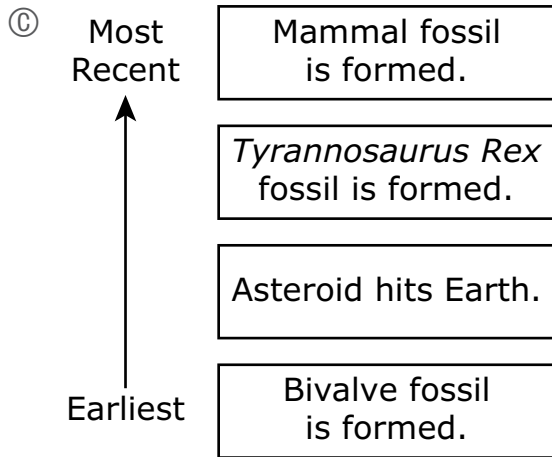 Ⓒ
Most
Recent
Mammal fossil
is formed.
Tyrannosaurus Rex
fossil is formed.
Asteroid hits Earth.
Earliest
Bivalve fossil
is formed.